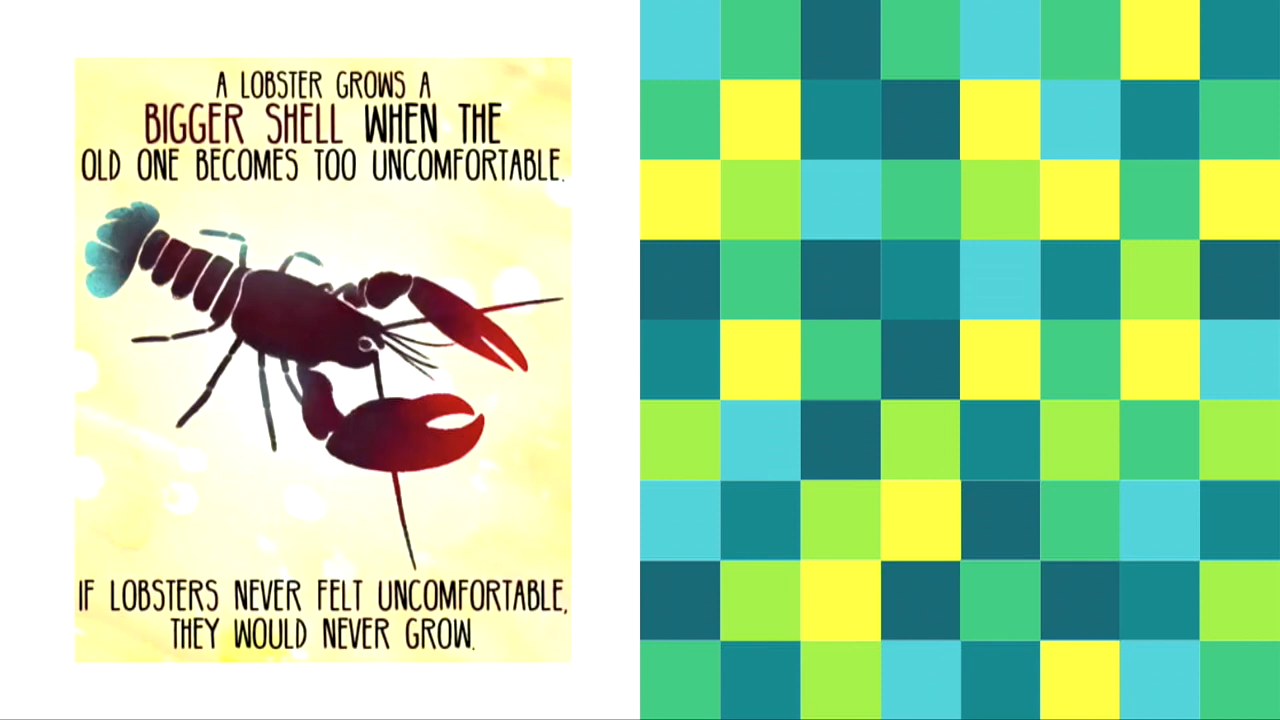 A LOBSTER GROWS A
BIGGER SHELL WHEN THE
OLD ONE BECOMES TOO UNCOMFORTABLE.
IF LOBSTERS NEVER FELT UNCOMFORTABLE,
THEY WOULD NEVER GROW.